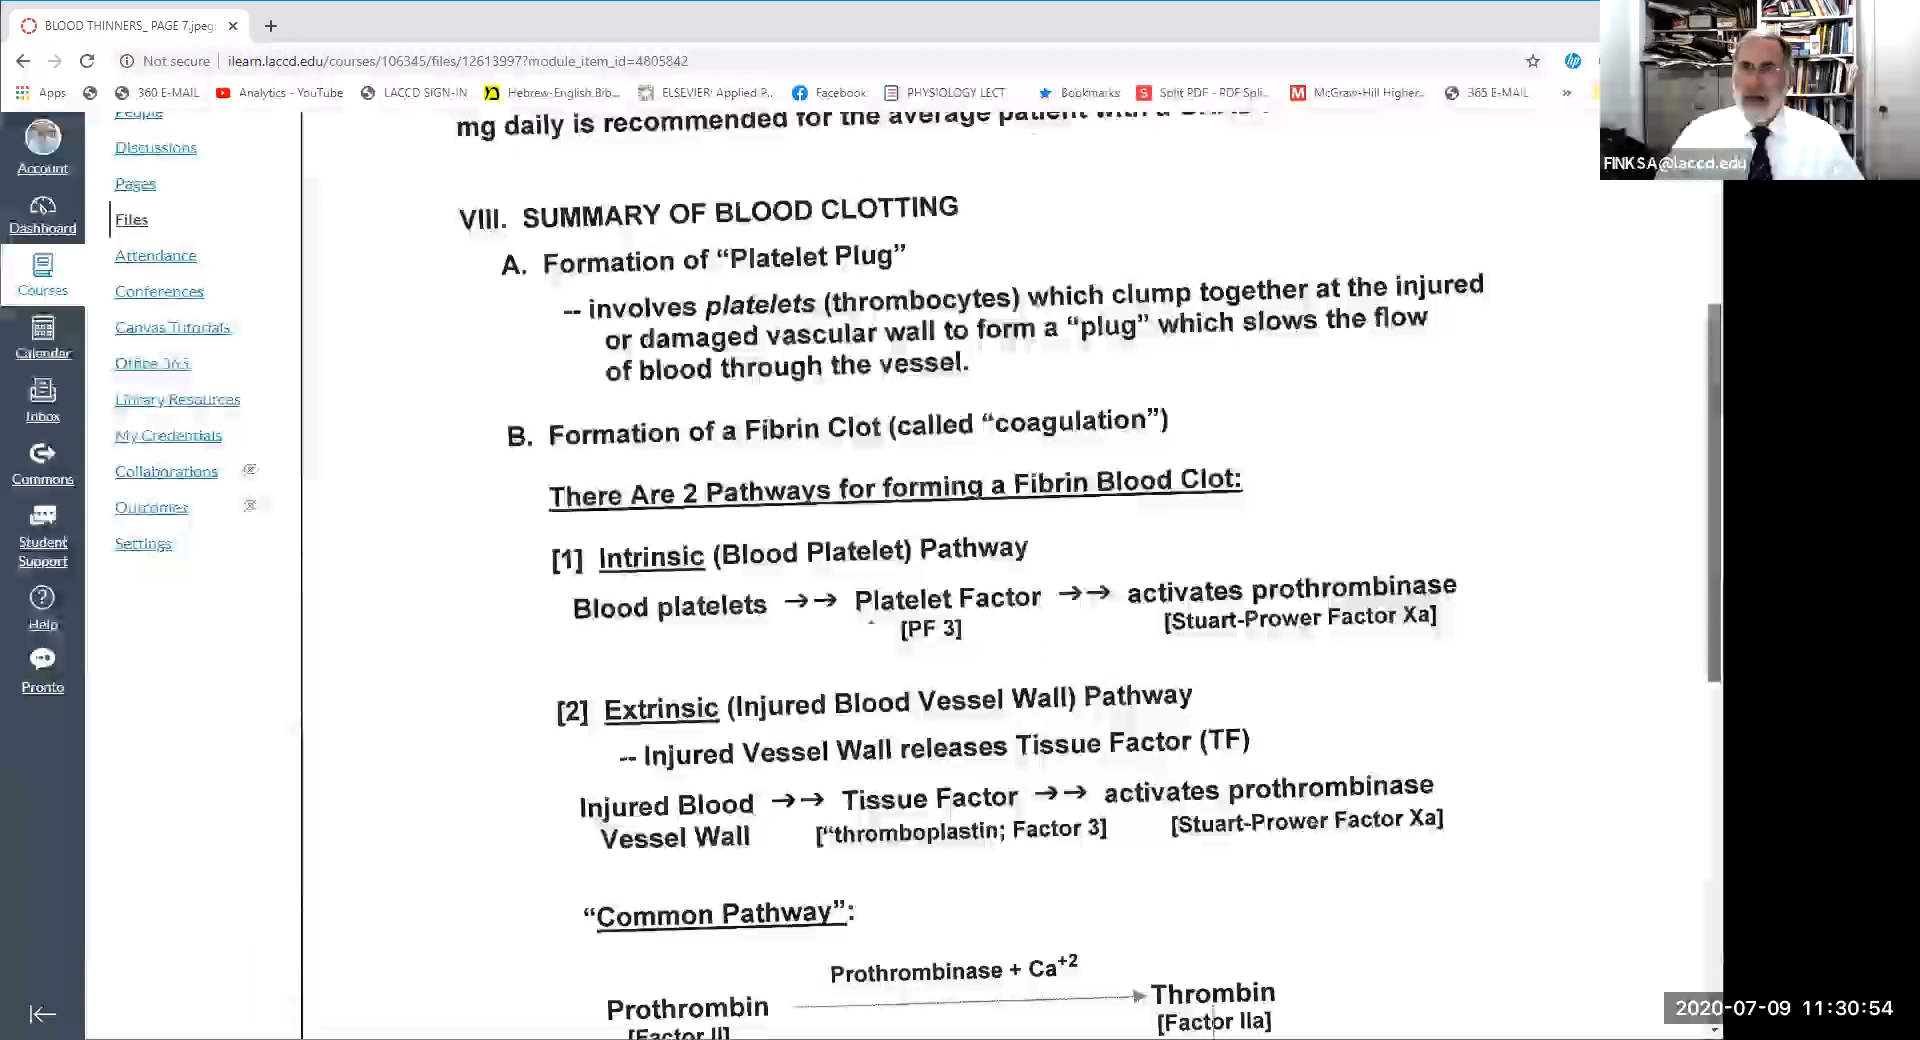 BLOOD THINNERS_ PAGE 7.jpeg:
Not secure
ilearn.laccd.edu/courses/106345/files/12613997?module_item_id=4805842
Apps
360 E-MAIL
Analytics - YouTube
LACCD SIGN-IN
Hebrew-English Bib...
ELSEVIER: Applied P...
Facebook
PHYSIOLOGY LECT
Bookmarks
Split PDF - PDF Spli...
McGraw-Hill Higher...
365 E-MAIL
»
FINKSA@laccd.edu
Account
Dashboard
Courses
Calendar
Inbox
Commons
Student
Support
Help
Pronto
People
Discussions
Pages
Files
Attendance
Conferences
Canvas Tutorials
Office 365
Library Resources
My Credentials
Collaborations
Outcomes
Settings
mg daily is recommended for the average patient with a
VIII. SUMMARY OF BLOOD CLOTTING
A. Formation of “Platelet Plug”
-- involves platelets (thrombocytes) which clump together at the injured
or damaged vascular wall to form a “plug” which slows the flow
of blood through the vessel.
B. Formation of a Fibrin Clot (called “coagulation”)
There Are 2 Pathways for forming a Fibrin Blood Clot:
[1] Intrinsic (Blood Platelet) Pathway
Blood platelets →→ Platelet Factor →→ activates prothrombinase
[PF 3] [Stuart-Prower Factor Xa]
[2] Extrinsic (Injured Blood Vessel Wall) Pathway
-- Injured Vessel Wall releases Tissue Factor (TF)
Injured Blood →→ Tissue Factor →→ activates prothrombinase
Vessel Wall [“thromboplastin; Factor 3] [Stuart-Prower Factor Xa]
“Common Pathway”:
Prothrombinase + Ca+2
Prothrombin → Thrombin
[Factor II] [Factor IIa]
2020-07-09 11:30:54